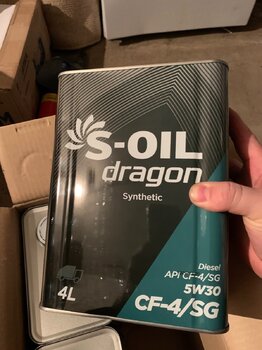 S-OIL
dragon
Synthetic
Diesel
API CF-4/SG
5W30
4L
CF-4/SG